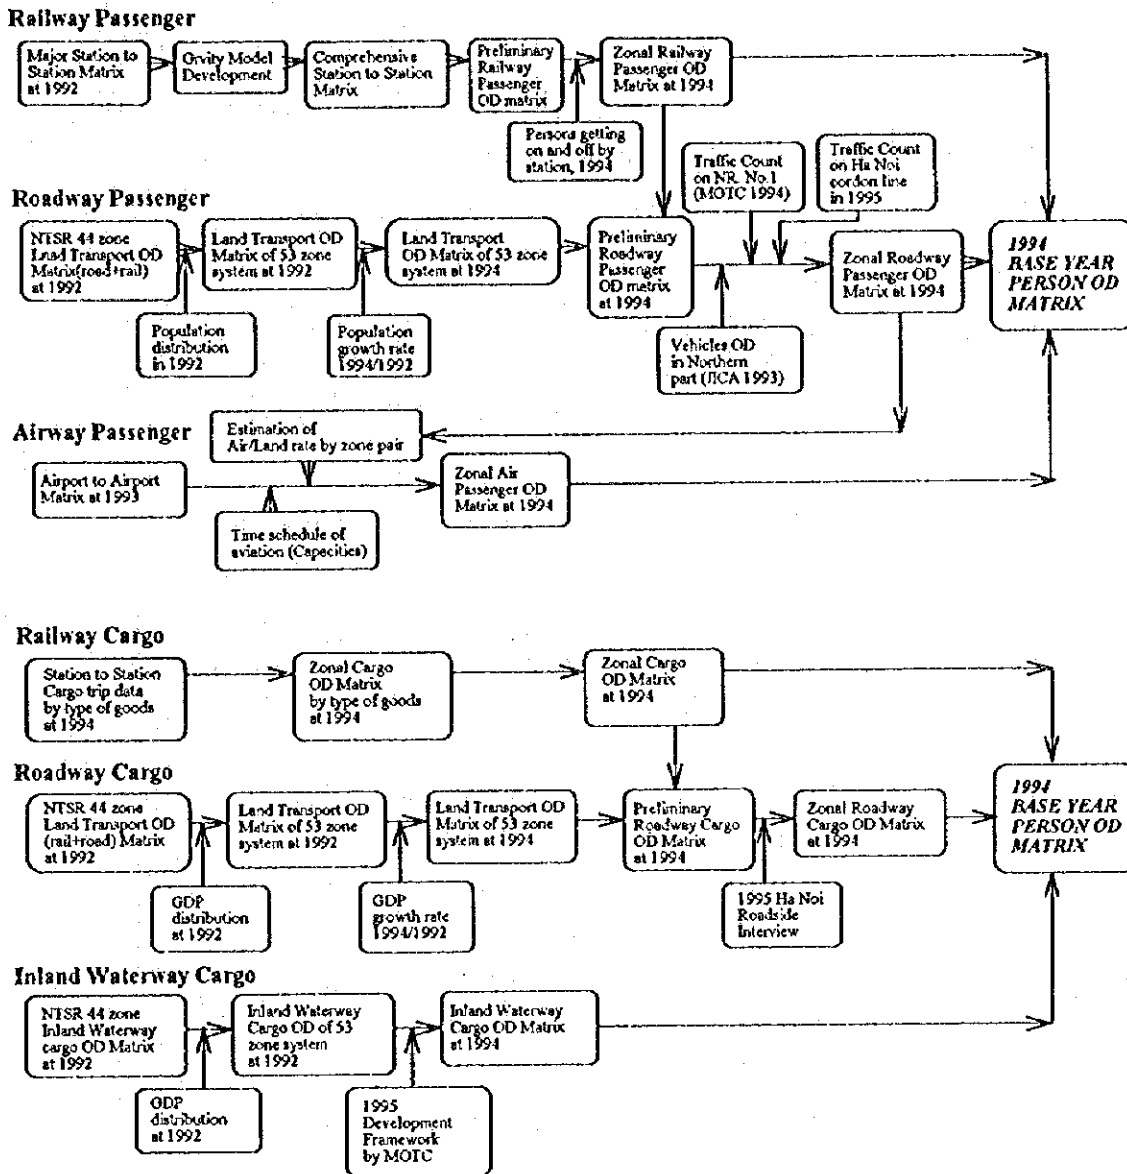 Railway Passenger
Major Station to
Station Matrix
at 1992
Grvity Model
Development
Comprehensive
Station to Station
Matrix
Preliminary
Railway
Passenger
OD matrix
Zonal Railway
Passenger OD
Matrix at 1994
Persons getting
on and off by
station, 1994
Traffic Count
on NR. No.1
(MOTC 1994)
Traffic Count
on Ha Noi
cordon line
in 1995
Roadway Passenger
NTSR 44 zone
Land Transport OD
Matrix(road+rail)
at 1992
Land Transport OD
Matrix of 53 zone
system at 1992
Land Transport
OD Matrix of 53 zone
system at 1994
Preliminary
Roadway
Passenger
OD matrix
at 1994
Zonal Roadway
Passenger OD
Matrix at 1994
1994
BASE YEAR
PERSON OD
MATRIX
Population
distribution
in 1992
Population
growth rate
1994/1992
Vehicles OD
in Northern
part (JICA 1993)
Airway Passenger
Estimation of
Air/Land rate by zone pair
Airport to Airport
Matrix at 1993
Zonal Air
Passenger OD
Matrix at 1994
Time schedule of
aviation (Capecities)
Railway Cargo
Station to Station
Cargo trip data
by type of goods
at 1994
Zonal Cargo
OD Matrix
by type of goods
at 1994
Zonal Cargo
OD Matrix
at 1994
Roadway Cargo
NTSR 44 zone
Land Transport OD
(rail+road) Matrix
at 1992
Land Transport OD
Matrix of 53 zone
system at 1992
Land Transport OD
Matrix of 53 zone
system at 1994
Preliminary
Roadway Cargo
OD Matrix
at 1994
Zonal Roadway
Cargo OD Matrix
at 1994
1994
BASE YEAR
PERSON OD
MATRIX
GDP
distribution
at 1992
GDP
growth rate
1994/1992
1995 Ha Noi
Roadside
Interview
Inland Waterway Cargo
NTSR 44 zone
Inland Waterway
cargo OD Matrix
at 1992
Inland Waterway
Cargo OD of 53
zone system
at 1992
Inland Waterway
Cargo OD Matrix
at 1994
GDP
distribution
at 1992
1995
Development
Framework
by MOTC